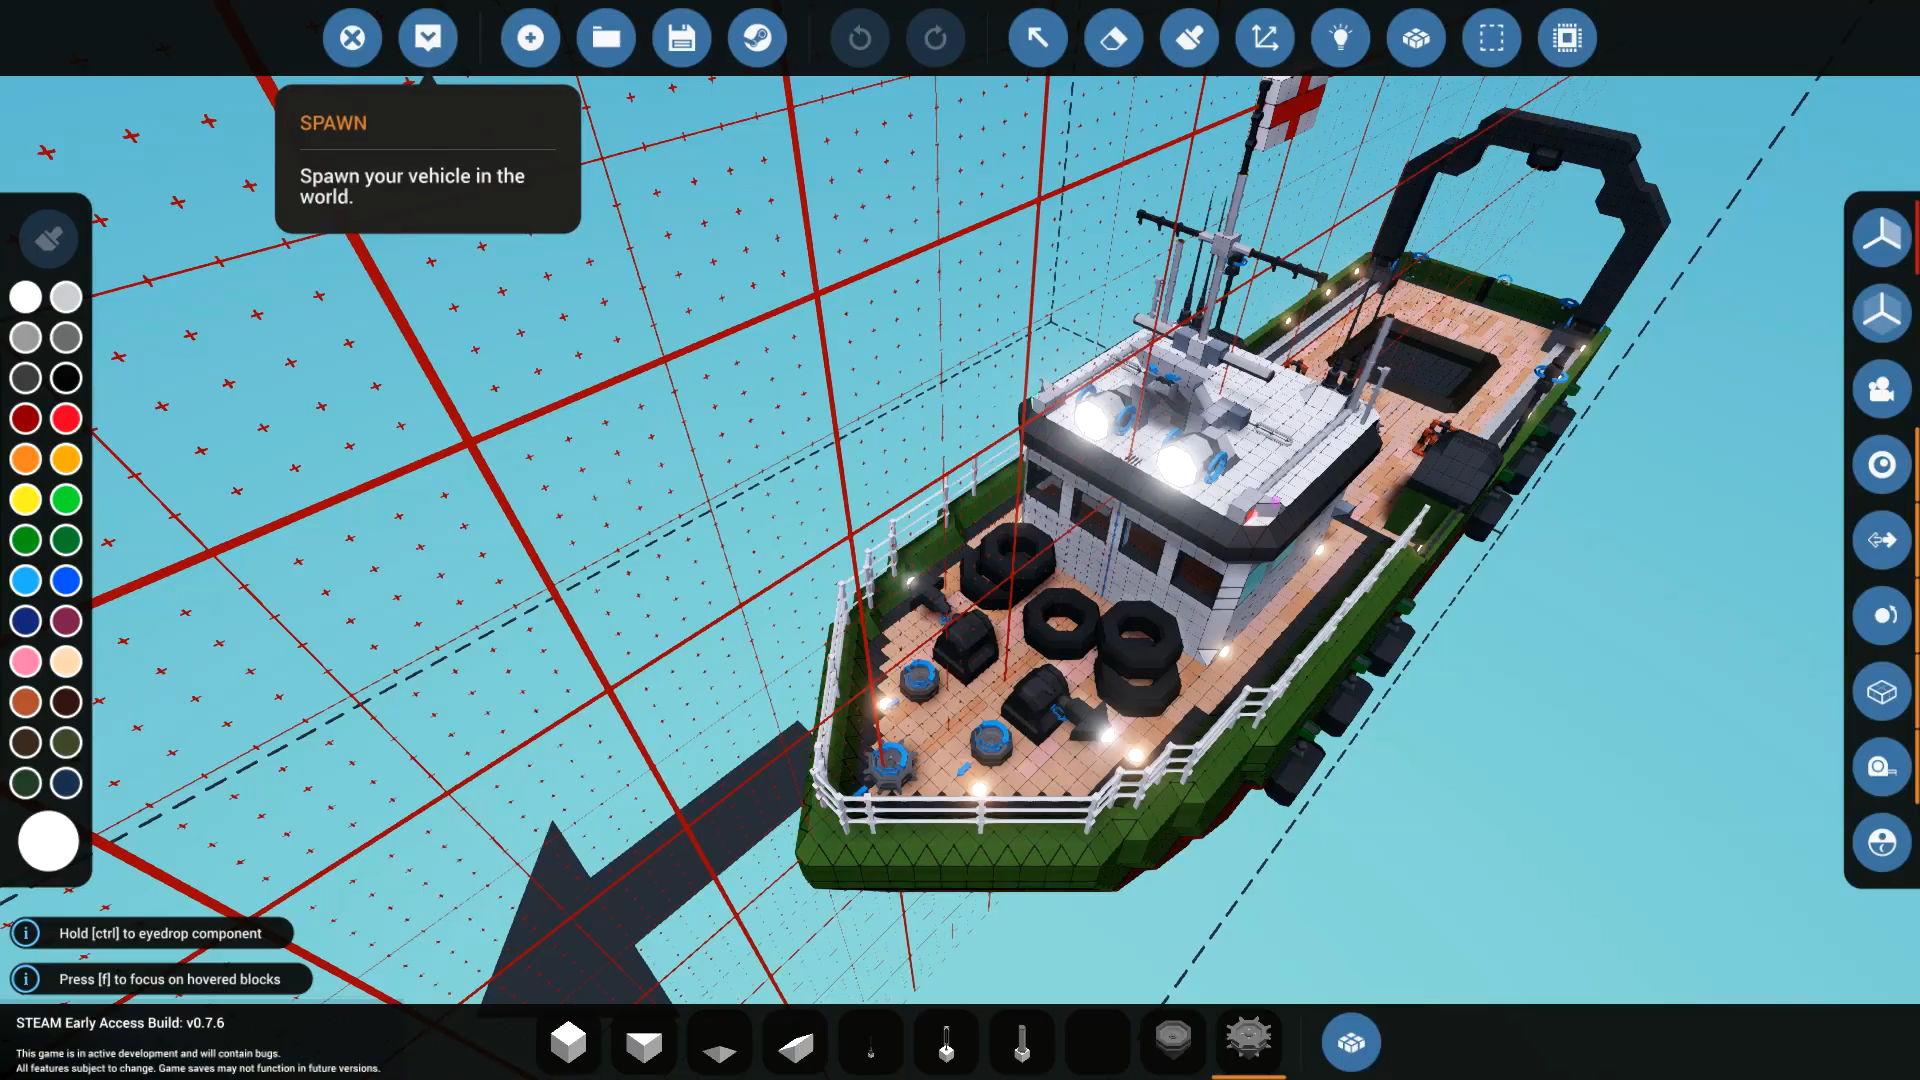 SPAWN
Spawn your vehicle in the
world.
Hold [ctrl] to eyedrop component
Press [f] to focus on hovered blocks
STEAM Early Access Build: v0.7.6
This game is in active development and will contain bugs.
All features subject to change. Game saves may not function in future versions.